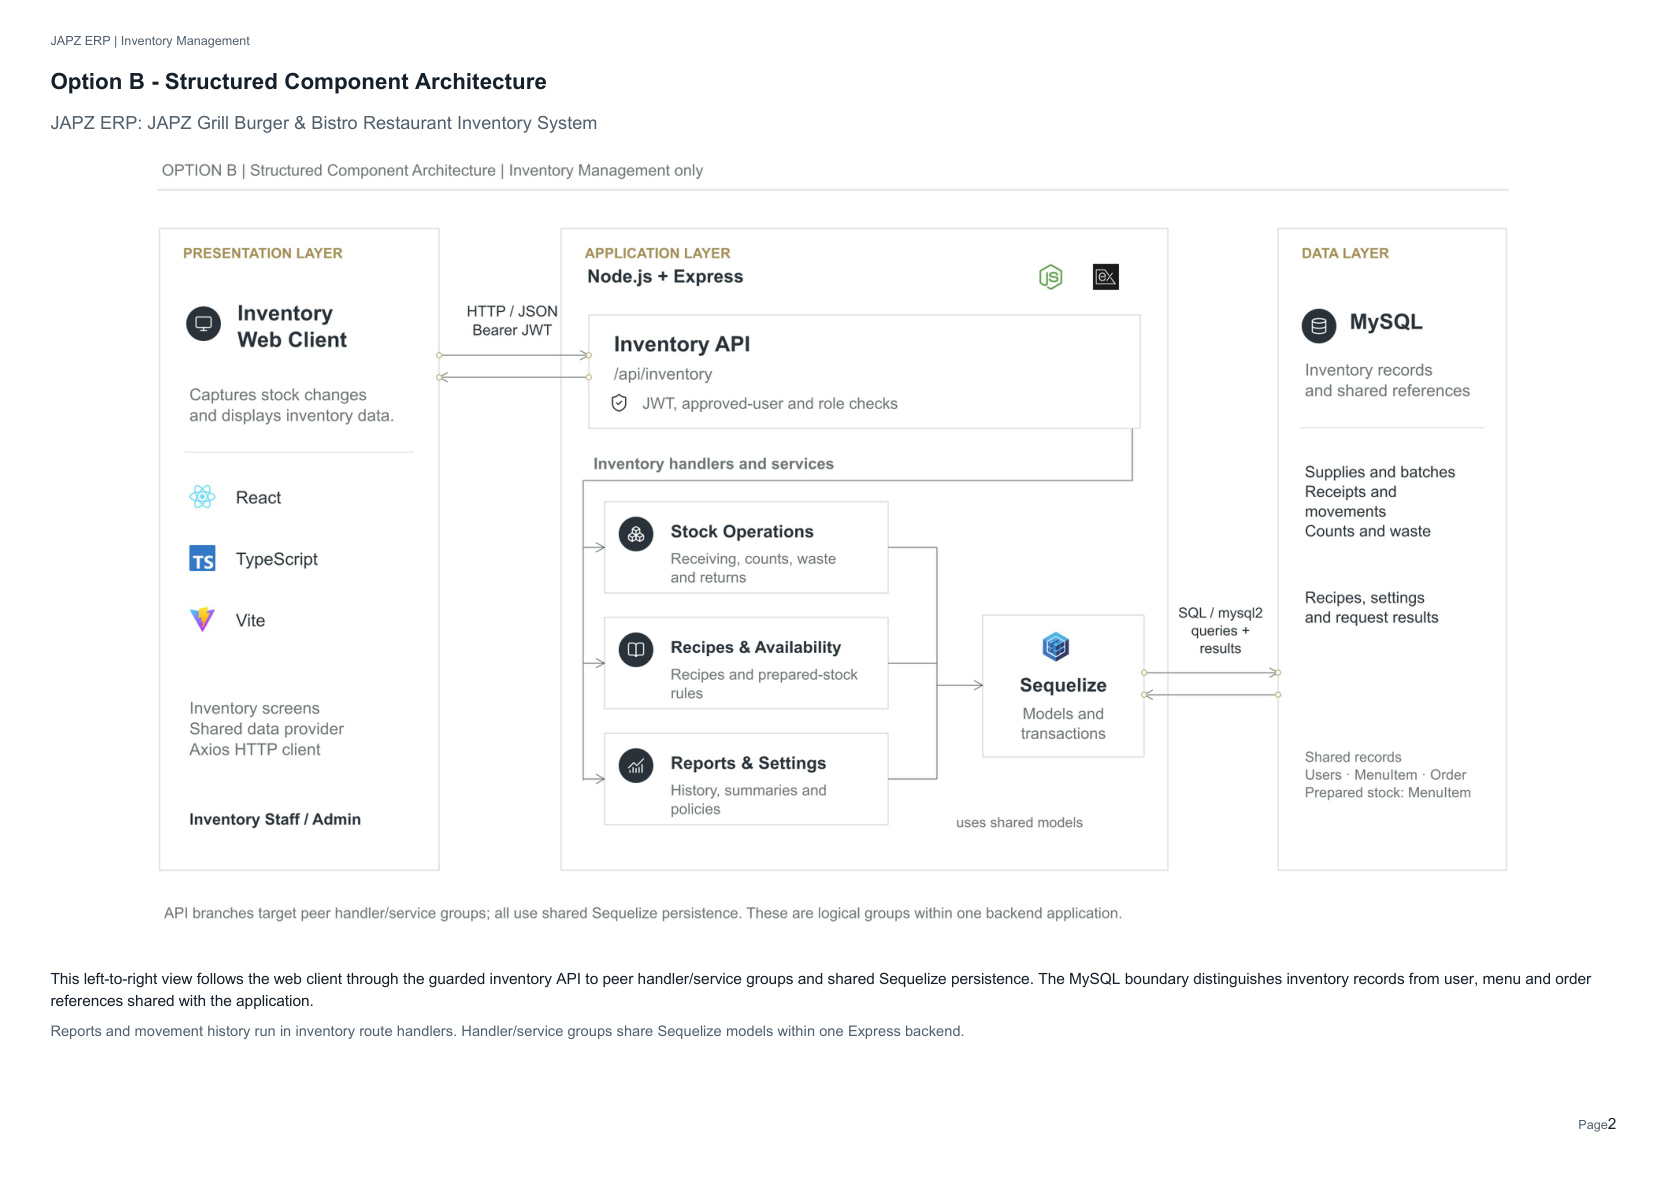 JAPZ ERP | Inventory Management
Option B - Structured Component Architecture
JAPZ ERP: JAPZ Grill Burger & Bistro Restaurant Inventory System
OPTION B | Structured Component Architecture | Inventory Management only
PRESENTATION LAYER
Inventory
Web Client
Captures stock changes
and displays inventory data.
React
TS
TypeScript
Vite
Inventory screens
Shared data provider
Axios HTTP client
Inventory Staff / Admin
HTTP / JSON
Bearer JWT
APPLICATION LAYER
Node.js + Express
JS
ex
Inventory API
/api/inventory
JWT, approved-user and role checks
Inventory handlers and services
Stock Operations
Receiving, counts, waste
and returns
Recipes & Availability
Recipes and prepared-stock
rules
Reports & Settings
History, summaries and
policies
Sequelize
Models and
transactions
uses shared models
SQL / mysql2
queries +
results
DATA LAYER
MySQL
Inventory records
and shared references
Supplies and batches
Receipts and
movements
Counts and waste
Recipes, settings
and request results
Shared records
Users · MenuItem · Order
Prepared stock: MenuItem
API branches target peer handler/service groups; all use shared Sequelize persistence. These are logical groups within one backend application.
This left-to-right view follows the web client through the guarded inventory API to peer handler/service groups and shared Sequelize persistence. The MySQL boundary distinguishes inventory records from user, menu and order
references shared with the application.
Reports and movement history run in inventory route handlers. Handler/service groups share Sequelize models within one Express backend.
Page2